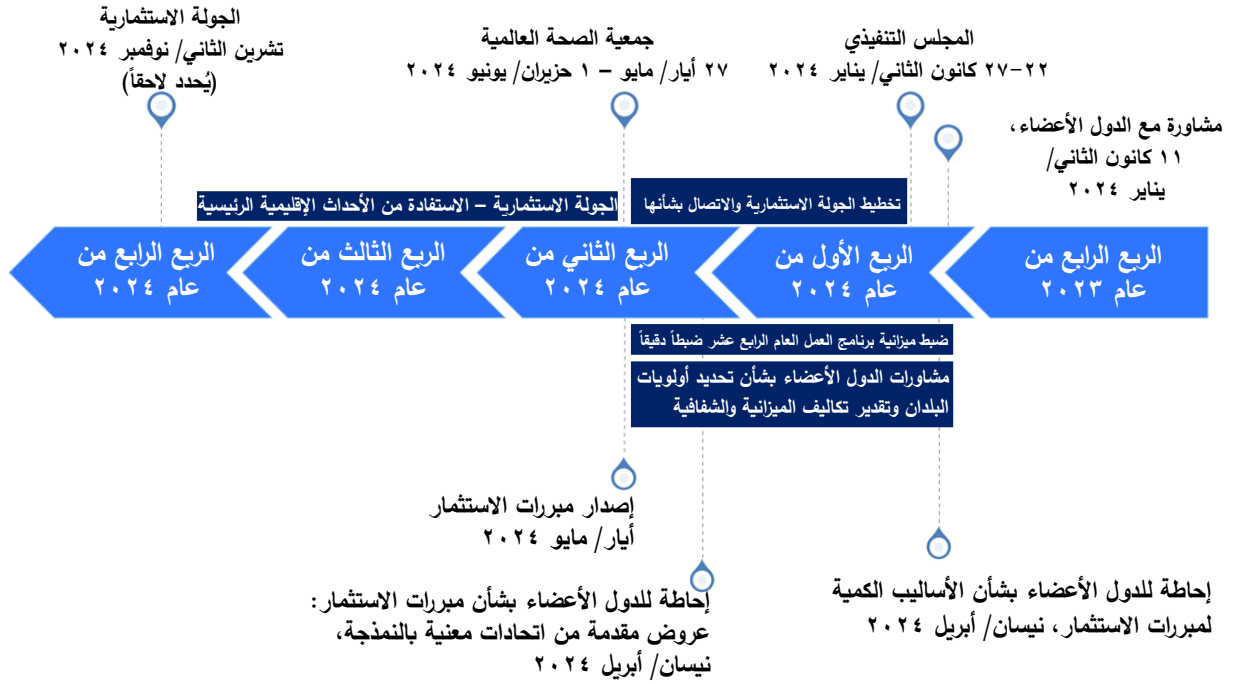 مشاورة مع الدول الأعضاء،
١١ كانون الثاني/
يناير ٢٠٢٤
المجلس التنفيذي
٢٢-٢٧ كانون الثاني/ يناير ٢٠٢٤
جمعية الصحة العالمية
٢٧ أيار/ مايو – ١ حزيران/ يونيو ٢٠٢٤
الجولة الاستثمارية
تشرين الثاني/ نوفمبر ٢٠٢٤
(يُحدد لاحقاً)
تخطيط الجولة الاستثمارية والاتصال بشأنها
الجولة الاستثمارية – الاستفادة من الأحداث الإقليمية الرئيسية
الربع الرابع من
عام ٢٠٢٣
الربع الأول من
عام ٢٠٢٤
الربع الثاني من
عام ٢٠٢٤
الربع الثالث من
عام ٢٠٢٤
الربع الرابع من
عام ٢٠٢٤
ضبط ميزانية برنامج العمل العام الرابع عشر ضبطاً دقيقاً
مشاورات الدول الأعضاء بشأن تحديد أولويات
البلدان وتقدير تكاليف الميزانية والشفافية
إحاطة للدول الأعضاء بشأن الأساليب الكمية
لمبررات الاستثمار، نيسان/ أبريل ٢٠٢٤
إصدار مبررات الاستثمار
أيار/ مايو ٢٠٢٤
إحاطة للدول الأعضاء بشأن مبررات الاستثمار:
عروض مقدمة من اتحادات معنية بالنمذجة،
نيسان/ أبريل ٢٠٢٤